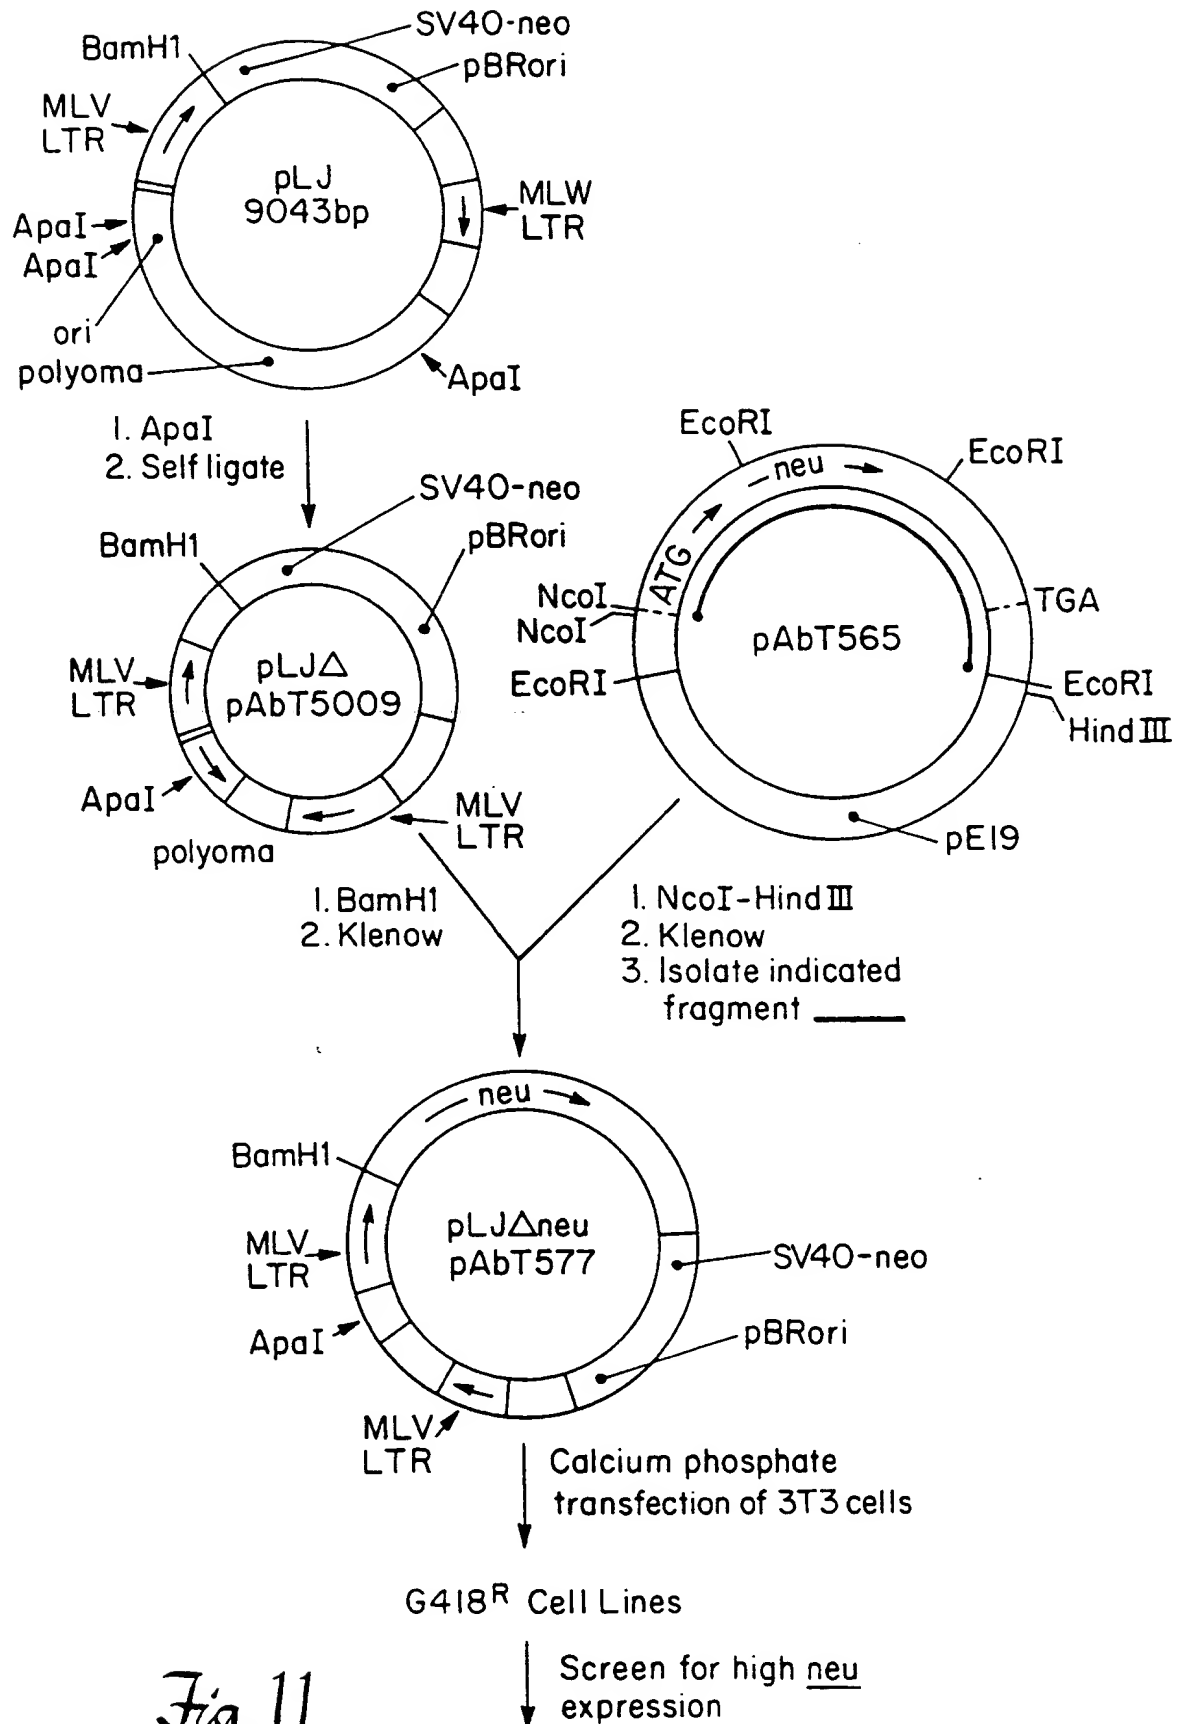 SV40-neo
BamH1
pBRori
MLV
LTR
pLJ
9043bp
MLW
LTR
ApaI
ApaI
ori
polyoma
ApaI
1. ApaI
2. Self ligate
SV40-neo
BamH1
pBRori
MLV
LTR
pLJΔ
pAbT5009
ApaI
MLV
LTR
polyoma
EcoRI
EcoRI
neu
ATG
NcoI
NcoI
TGA
pAbT565
EcoRI
EcoRI
Hind III
pE19
1. BamH1
2. Klenow
1. NcoI-Hind III
2. Klenow
3. Isolate indicated
fragment
neu
BamH1
pLJΔneu
pAbT577
MLV
LTR
SV40-neo
ApaI
pBRori
MLV
LTR
Calcium phosphate
transfection of 3T3 cells
G418R Cell Lines
Screen for high neu
expression
Fig. 11